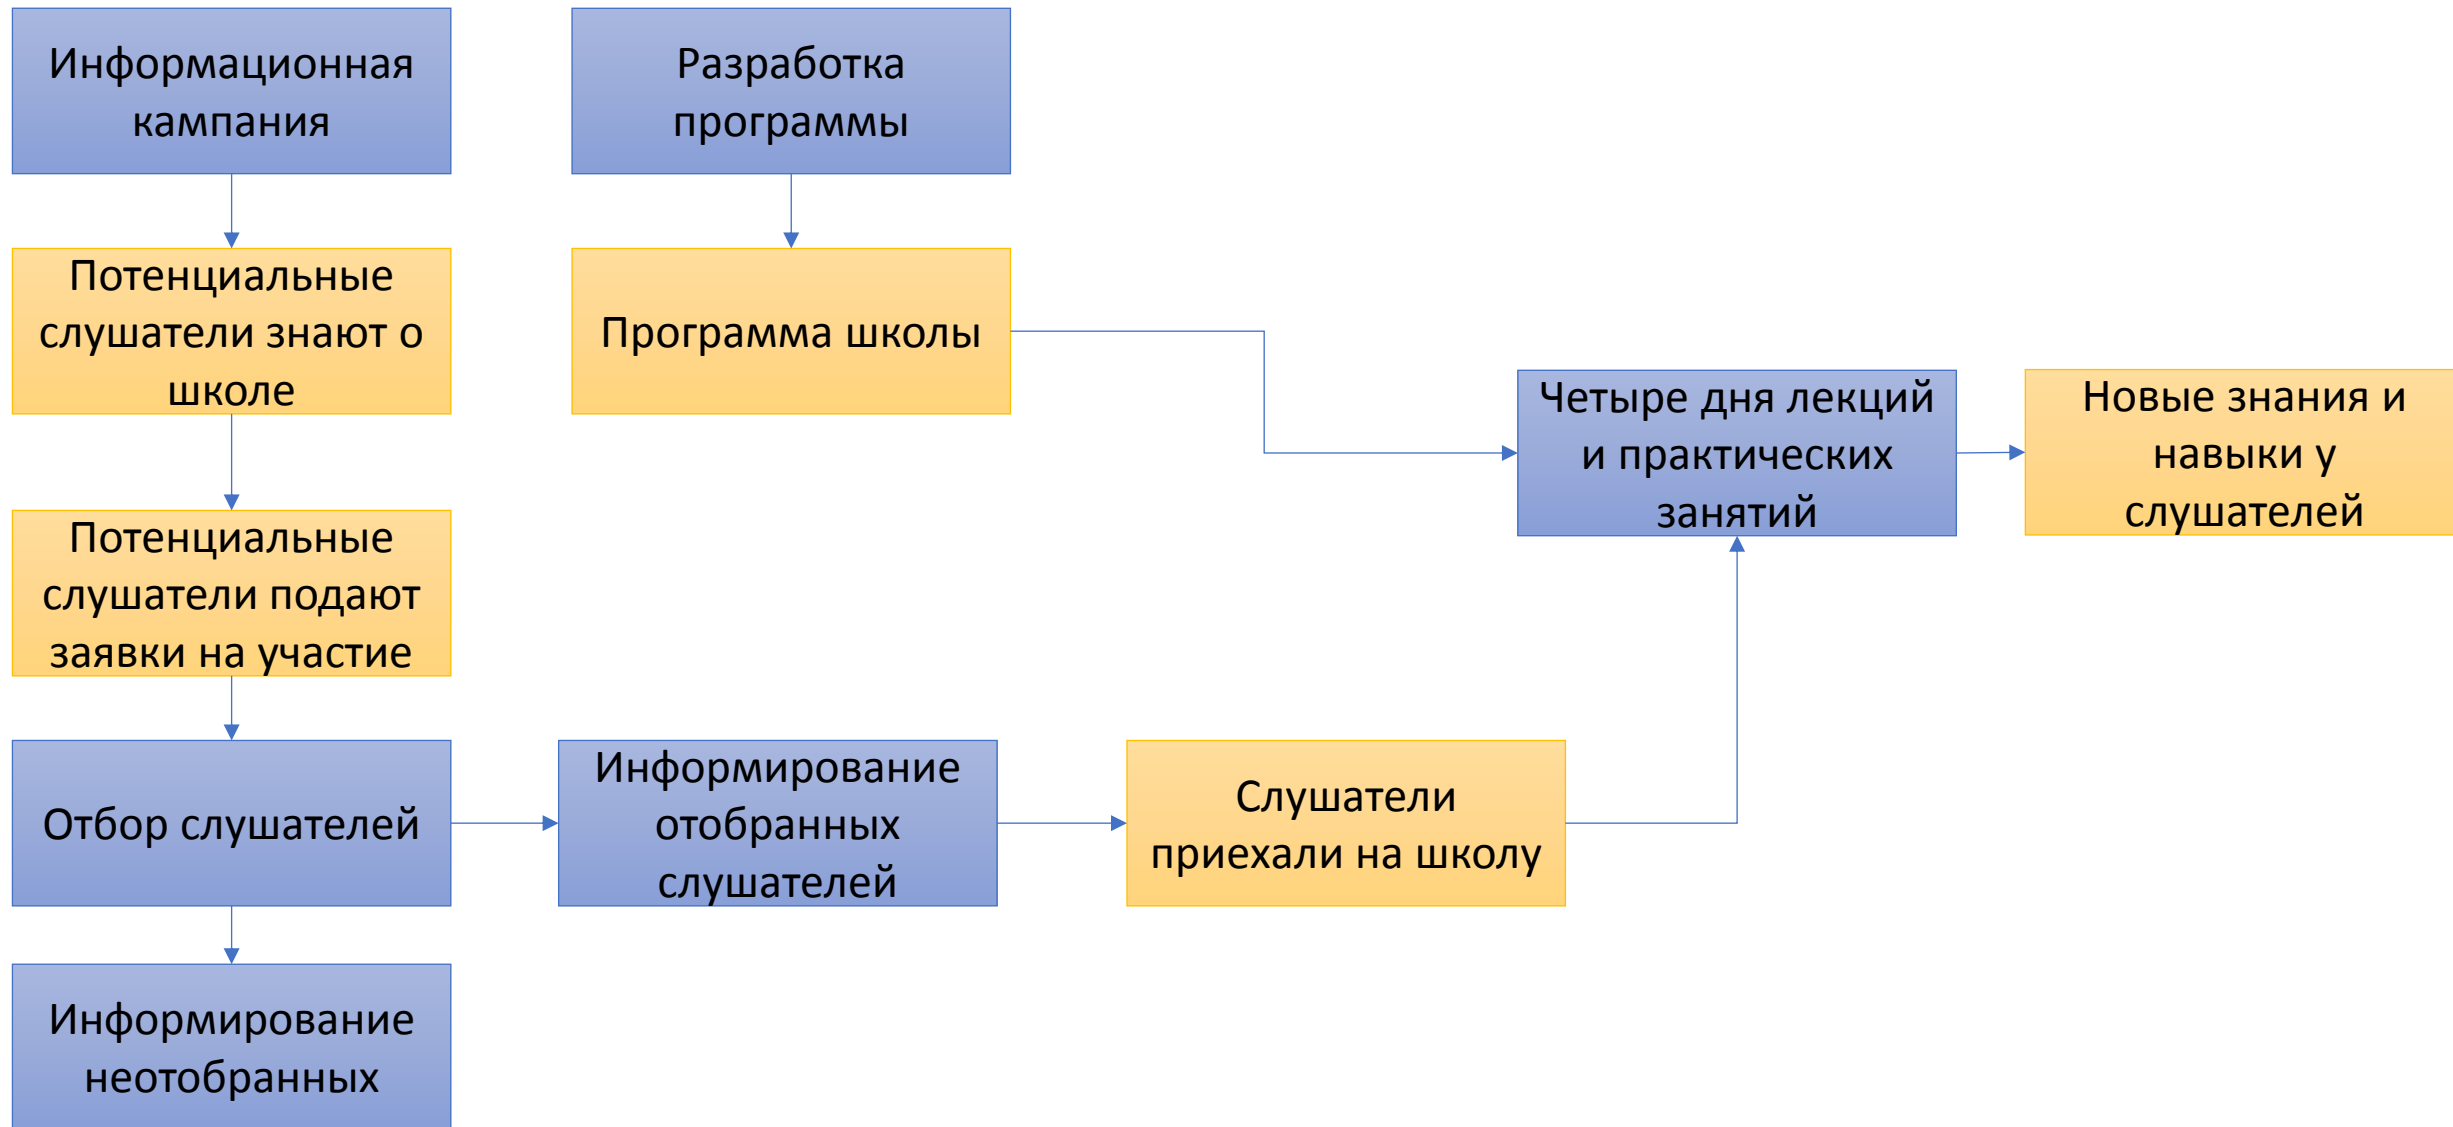 Информационная
кампания
Разработка
программы
Потенциальные
слушатели знают о
школе
Программа школы
Четыре дня лекций
и практических
занятий
Новые знания и
навыки у
слушателей
Потенциальные
слушатели подают
заявки на участие
Отбор слушателей
Информирование
отобранных
слушателей
Слушатели
приехали на школу
Информирование
неотобранных